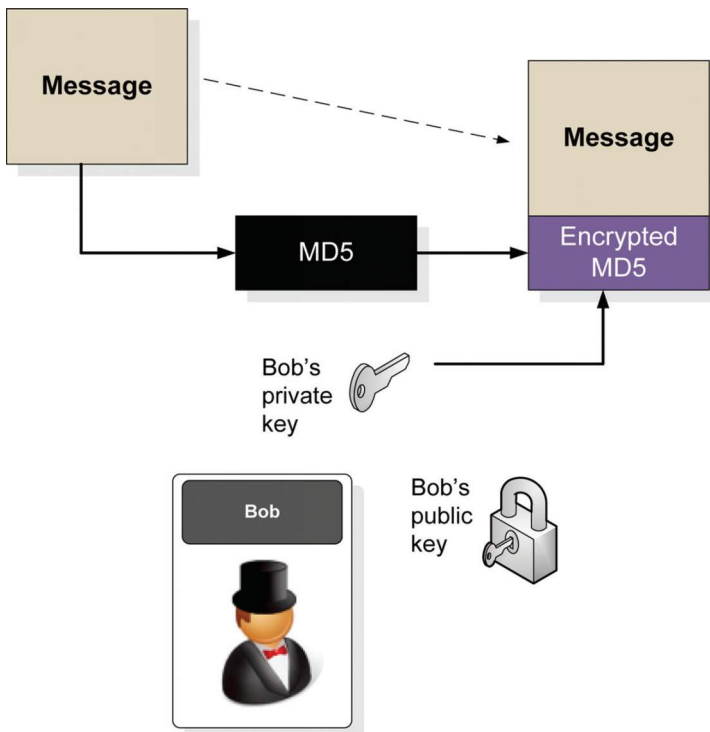 Message
Message
MD5
Encrypted
MD5
Bob’s
private
key
Bob
Bob’s
public
key